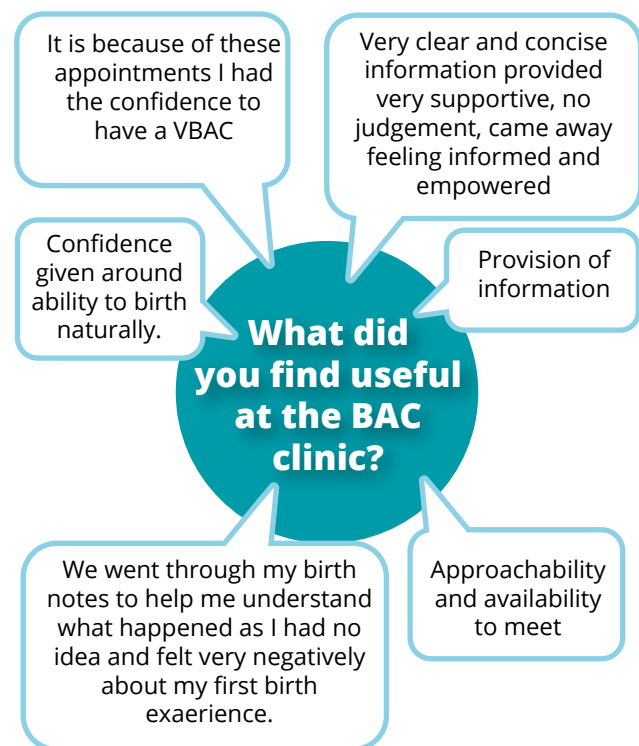 It is because of these
appointments I had
the confidence to
have a VBAC
Very clear and concise
information provided
very supportive, no
judgement, came away
feeling informed and
empowered
Confidence
given around
ability to birth
naturally.
Provision of
information
What did
you find useful
at the BAC
clinic?
We went through my birth
notes to help me understand
what happened as I had no
idea and felt very negatively
about my first birth
exaerience.
Approachability
and availability
to meet